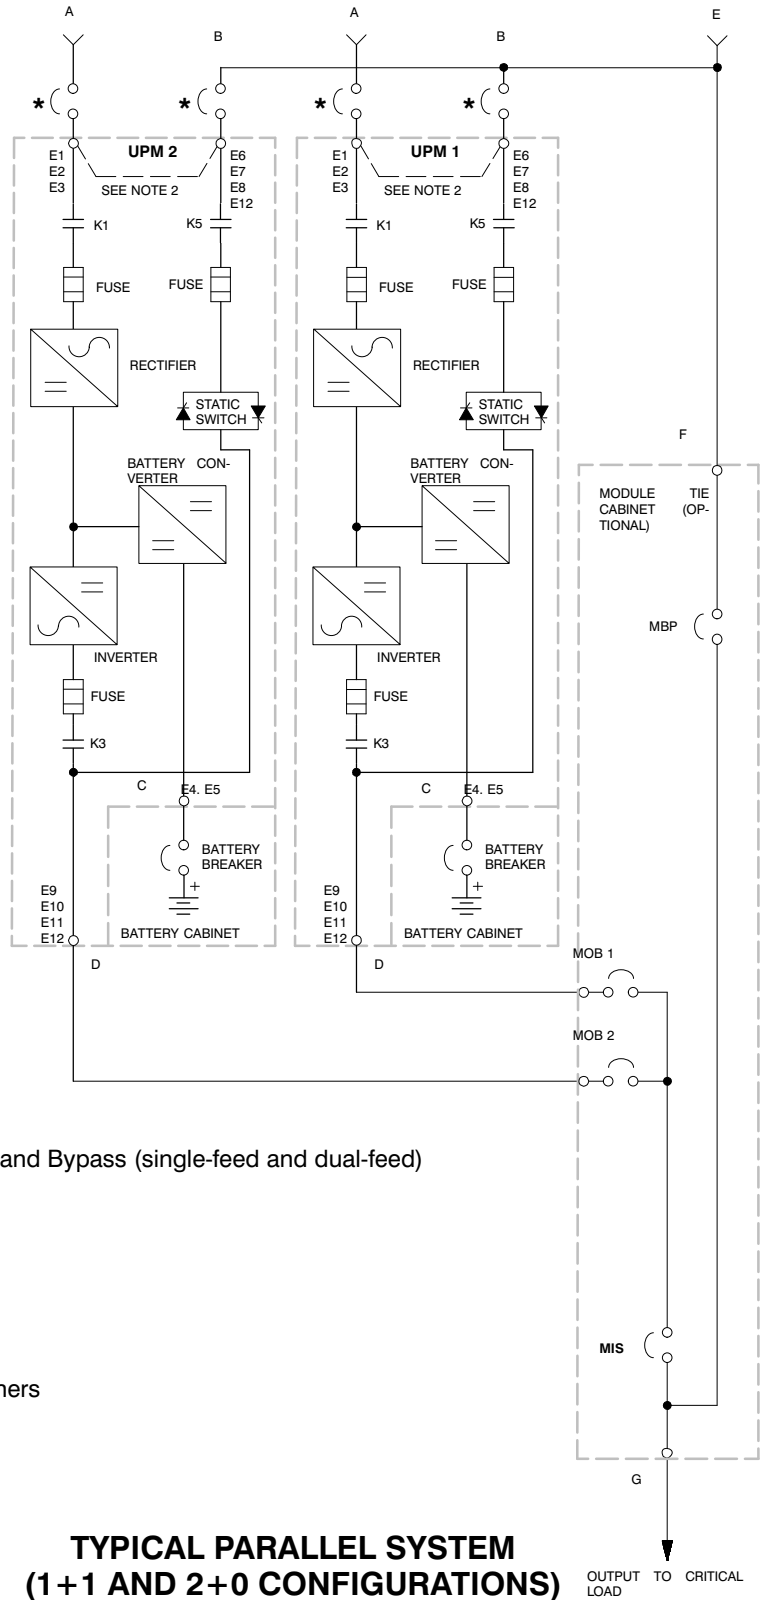 A
B
A
B
E
*
*
*
*
UPM 2
UPM 1
E1
E2
E3
E6
E7
E8
E12
E1
E2
E3
E6
E7
E8
E12
SEE NOTE 2
SEE NOTE 2
K1
K5
K1
K5
FUSE
FUSE
FUSE
FUSE
RECTIFIER
RECTIFIER
STATIC
SWITCH
STATIC
SWITCH
F
BATTERY CON-
VERTER
BATTERY CON-
VERTER
MODULE TIE
CABINET (OP-
TIONAL)
MBP
INVERTER
INVERTER
FUSE
FUSE
K3
K3
C
E4. E5
C
E4. E5
BATTERY
BREAKER
BATTERY
BREAKER
+
+
E9
E10
E11
E12
BATTERY CABINET
E9
E10
E11
E12
BATTERY CABINET
D
D
MOB 1
MOB 2
and Bypass (single-feed and dual-feed)
MIS
ners
G
TYPICAL PARALLEL SYSTEM
(1+1 AND 2+0 CONFIGURATIONS)
OUTPUT TO CRITICAL
LOAD